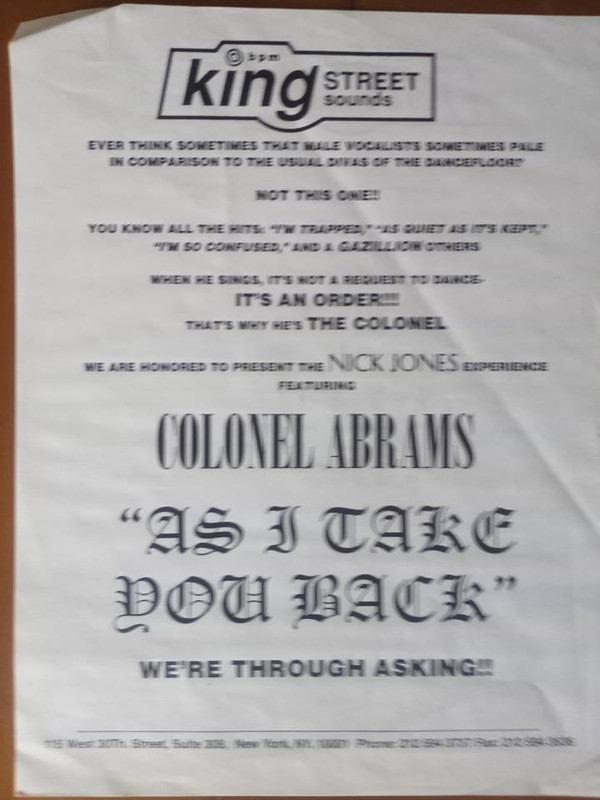 bpm
king STREET
sounds
EVER THINK SOMETIMES THAT MALE VOCALISTS SOMETIMES PALE
IN COMPARISON TO THE USUAL DIVAS OF THE DANCEFLOOR?
NOT THIS ONE!!
YOU KNOW ALL THE HITS: "I'M TRAPPED," "AS QUIET AS IT'S KEPT,"
"I'M SO CONFUSED," AND A GAZILLION OTHERS
WHEN HE SINGS, IT'S NOT A REQUEST TO DANCE-
IT'S AN ORDER!!!
THAT'S WHY HE'S THE COLONEL
WE ARE HONORED TO PRESENT THE NICK JONES EXPERIENCE
FEATURING
COLONEL ABRAMS
"AS I TAKE
YOU BACK"
WE'RE THROUGH ASKING!!
115 West 30Th. Street, Suite New York, NY, Phone: Fax: